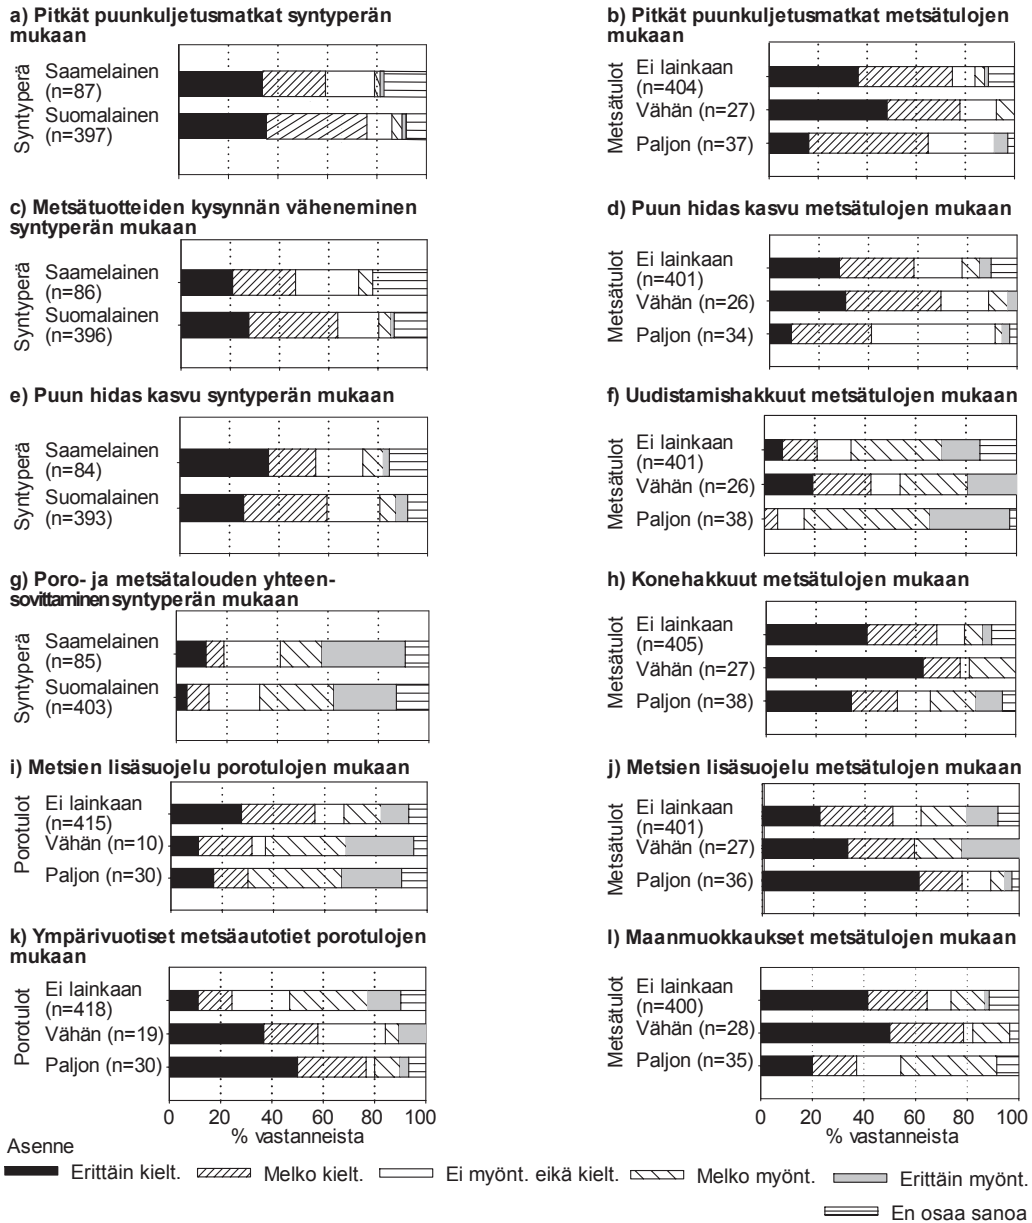 a) Pitkät puunkuljetusmatkat syntyperän
mukaan
Syntyperä
Saamelainen
(n=87)
Suomalainen
(n=397)
b) Pitkät puunkuljetusmatkat metsätulojen
mukaan
Metsätulot
Ei lainkaan
(n=404)
Vähän (n=27)
Paljon (n=37)
c) Metsätuotteiden kysynnän väheneminen
syntyperän mukaan
Syntyperä
Saamelainen
(n=86)
Suomalainen
(n=396)
d) Puun hidas kasvu metsätulojen mukaan
Metsätulot
Ei lainkaan
(n=401)
Vähän (n=26)
Paljon (n=34)
e) Puun hidas kasvu syntyperän mukaan
Syntyperä
Saamelainen
(n=84)
Suomalainen
(n=393)
f) Uudistamishakkuut metsätulojen mukaan
Metsätulot
Ei lainkaan
(n=401)
Vähän (n=26)
Paljon (n=38)
g) Poro- ja metsätalouden yhteen-
sovittaminen syntyperän mukaan
Syntyperä
Saamelainen
(n=85)
Suomalainen
(n=403)
h) Konehakkuut metsätulojen mukaan
Metsätulot
Ei lainkaan
(n=405)
Vähän (n=27)
Paljon (n=38)
i) Metsien lisäsuojelu porotulojen mukaan
Porotulot
Ei lainkaan
(n=415)
Vähän (n=10)
Paljon (n=30)
j) Metsien lisäsuojelu metsätulojen mukaan
Metsätulot
Ei lainkaan
(n=401)
Vähän (n=27)
Paljon (n=36)
k) Ympärivuotiset metsäautotiet porotulojen
mukaan
Porotulot
Ei lainkaan
(n=418)
Vähän (n=19)
Paljon (n=30)
0 20 40 60 80 100
% vastanneista
l) Maanmuokkaukset metsätulojen mukaan
Metsätulot
Ei lainkaan
(n=400)
Vähän (n=28)
Paljon (n=35)
0 20 40 60 80 100
% vastanneista
Asenne
Erittäin kielt. Melko kielt. Ei myönt. eikä kielt. Melko myönt. Erittäin myönt.
En osaa sanoa